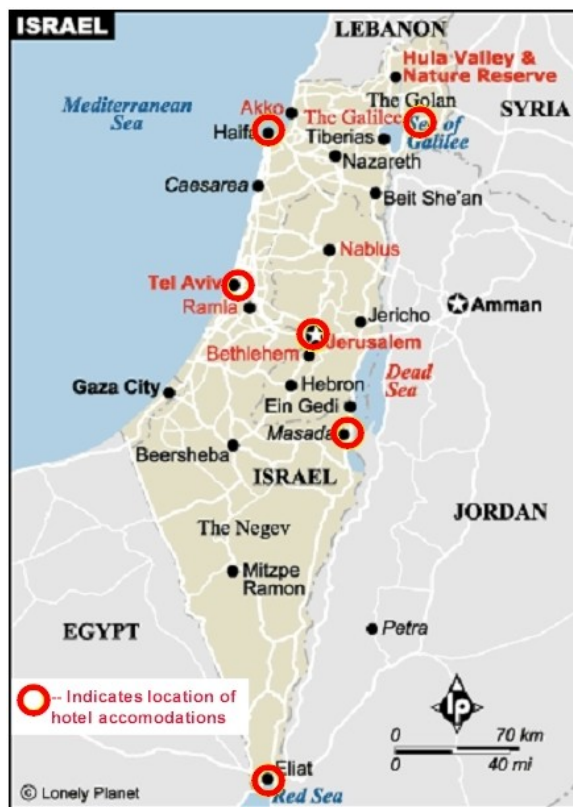 ISRAEL
LEBANON
Hula Valley &
Nature Reserve
Mediterranean
Sea
The Golan
SYRIA
Akko
The Galilee
Sea of
Galilee
Haifa
Tiberias
Nazareth
Caesarea
Beit She'an
Nablus
Tel Aviv
Ramla
Jericho
Amman
Jerusalem
Bethlehem
Dead
Sea
Gaza City
Hebron
Ein Gedi
Masada
Beersheba
ISRAEL
JORDAN
The Negev
Mitzpe
Ramon
EGYPT
Petra
-- Indicates location of
hotel accomodations
lp
0 70 km
0 40 mi
Eliat
© Lonely Planet
Red Sea